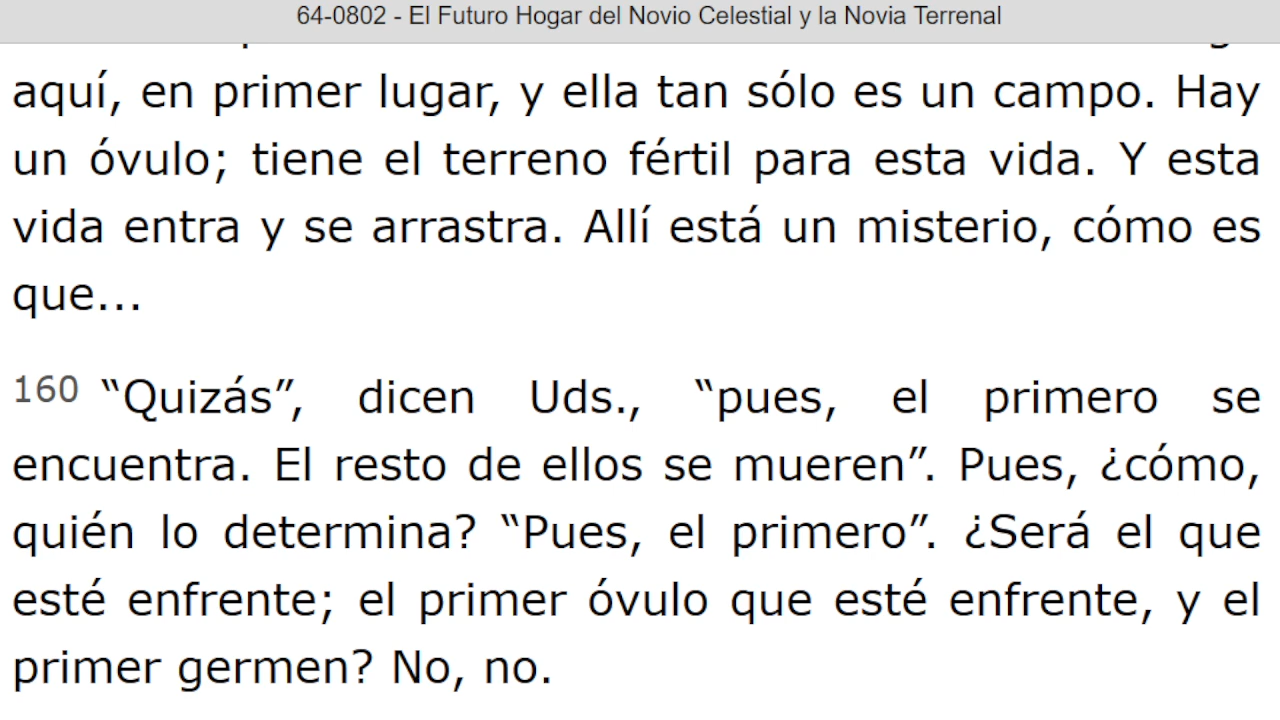 64-0802 - El Futuro Hogar del Novio Celestial y la Novia Terrenal
aquí, en primer lugar, y ella tan sólo es un campo. Hay
un óvulo; tiene el terreno fértil para esta vida. Y esta
vida entra y se arrastra. Allí está un misterio, cómo es
que...
160 “Quizás”, dicen Uds., “pues, el primero se
encuentra. El resto de ellos se mueren”. Pues, ¿cómo,
quién lo determina? “Pues, el primero”. ¿Será el que
esté enfrente; el primer óvulo que esté enfrente, y el
primer germen? No, no.